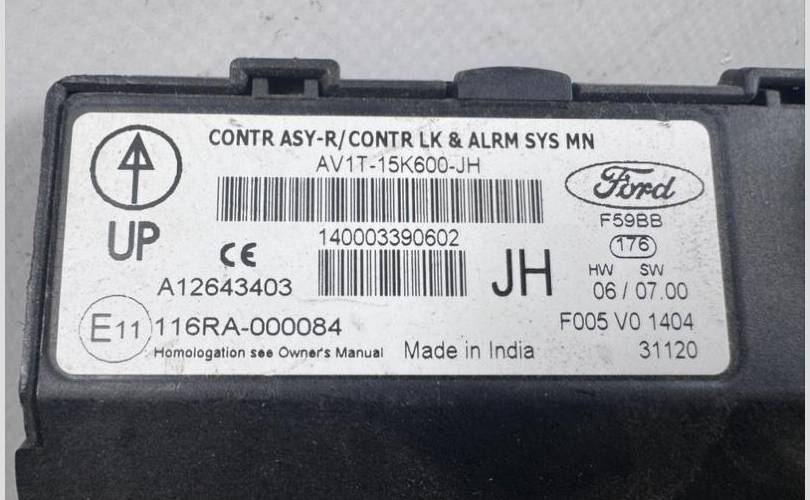 CONTR ASY-R/CONTR LK & ALRM SYS MN
AV1T-15K600-JH
Ford
F59BB
176
UP
CE
140003390602
JH
HW SW
06 / 07.00
A12643403
E11 116RA-000084
F005 V0 1404
Homologation see Owner's Manual
Made in India
31120